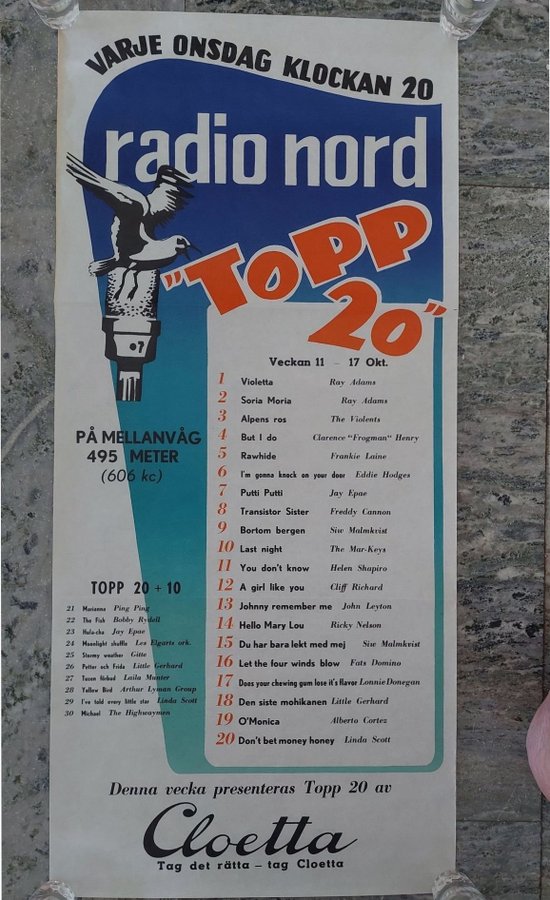 VARJE ONSDAG KLOCKAN 20
radio nord
"TOPP
20"
Veckan 11 – 17 Okt.
1 Violetta Ray Adams
2 Soria Moria Ray Adams
3 Alpens ros The Violents
4 But I do Clarence "Frogman" Henry
5 Rawhide Frankie Laine
6 I'm gonna knock on your door Eddie Hodges
7 Putti Putti Jay Epae
8 Transistor Sister Freddy Cannon
9 Bortom bergen Siw Malmkvist
10 Last night The Mar-Keys
11 You don't know Helen Shapiro
12 A girl like you Cliff Richard
13 Johnny remember me John Leyton
14 Hello Mary Lou Ricky Nelson
15 Du har bara lekt med mej Siw Malmkvist
16 Let the four winds blow Fats Domino
17 Does your chewing gum lose it's flavor Lonnie Donegan
18 Den siste mohikanen Little Gerhard
19 O'Monica Alberto Cortez
20 Don't bet money honey Linda Scott
PÅ MELLANVÅG
495 METER
(606 kc)
TOPP 20 + 10
21 Marianna Ping Ping
22 The Fish Bobby Rydell
23 Hula-cha Jay Epae
24 Moonlight shuffle Les Elgarts ork.
25 Stormy weather Gitte
26 Petter och Frida Little Gerhard
27 Tusen förbud Laila
28 Yellow Bird Arthur Lyman Group
29 I've told every little star Linda Scott
30 Michael The Highwaymen
Denna vecka presenteras Topp 20 av
Cloetta
Tag det rätta – tag Cloetta